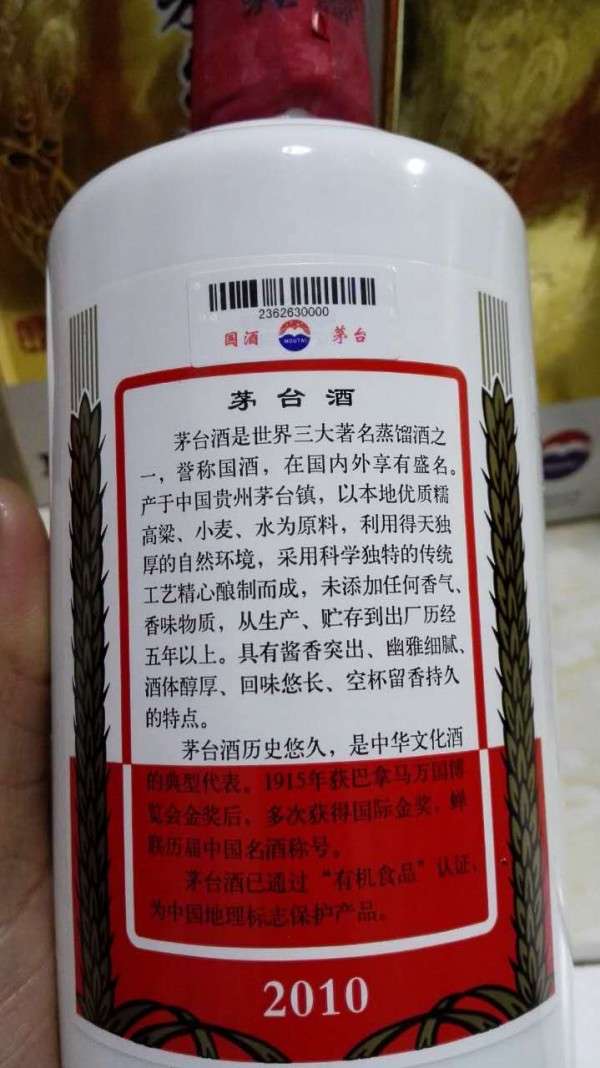 2362630000
国酒 MOUTAI 茅台
茅台酒
茅台酒是世界三大著名蒸馏酒之
一，誉称国酒，在国内外享有盛名。
产于中国贵州茅台镇，以本地优质糯
高粱、小麦、水为原料，利用得天独
厚的自然环境，采用科学独特的传统
工艺精心酿制而成，未添加任何香气、
香味物质，从生产、贮存到出厂历经
五年以上。具有酱香突出、幽雅细腻、
酒体醇厚、回味悠长、空杯留香持久
的特点。
茅台酒历史悠久，是中华文化酒
的典型代表。1915年获巴拿马万国博
览会金奖后，多次获得国际金奖，蝉
联历届中国名酒称号。
茅台酒已通过“有机食品”认证，
为中国地理标志保护产品。
2010